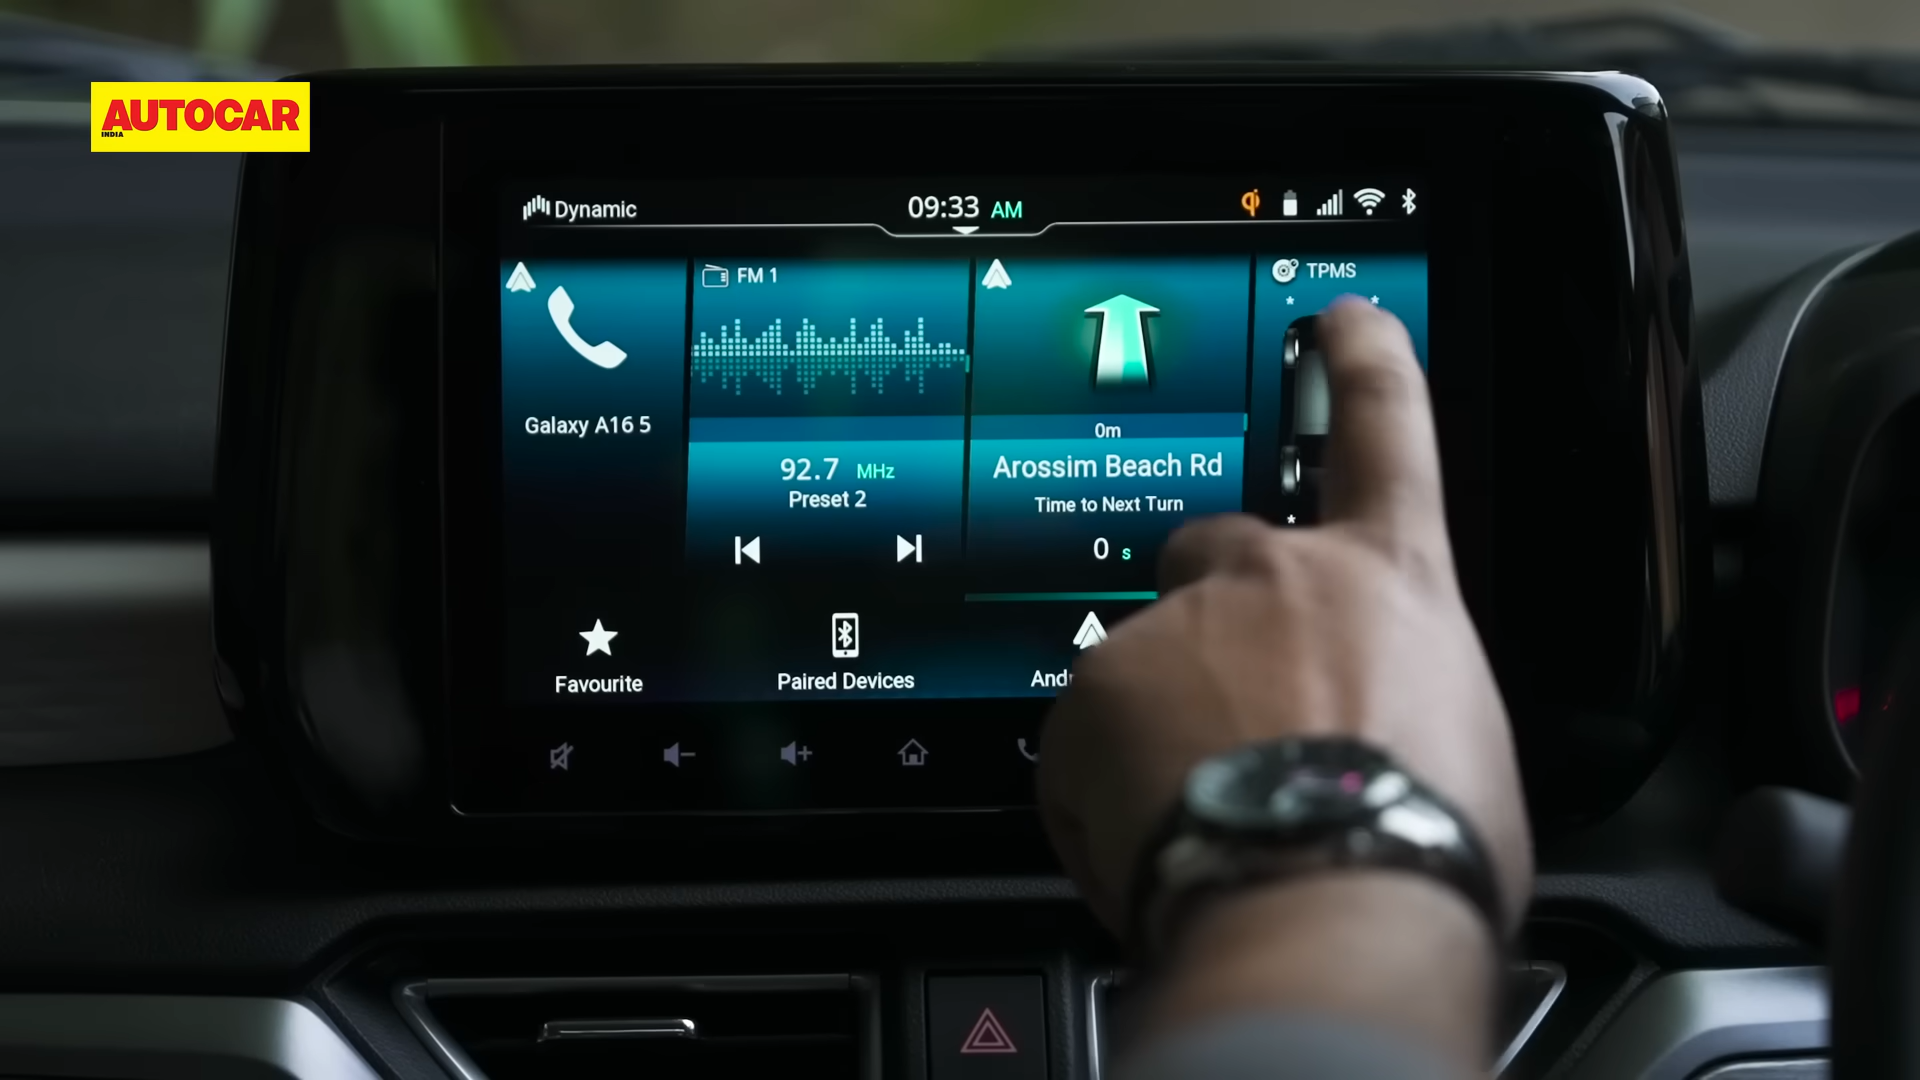 AUTOCAR
INDIA
Dynamic
09:33 AM
FM 1
TPMS
Galaxy A16 5
0m
92.7 MHz
Arossim Beach Rd
Preset 2
Time to Next Turn
0 s
Favourite
Paired Devices